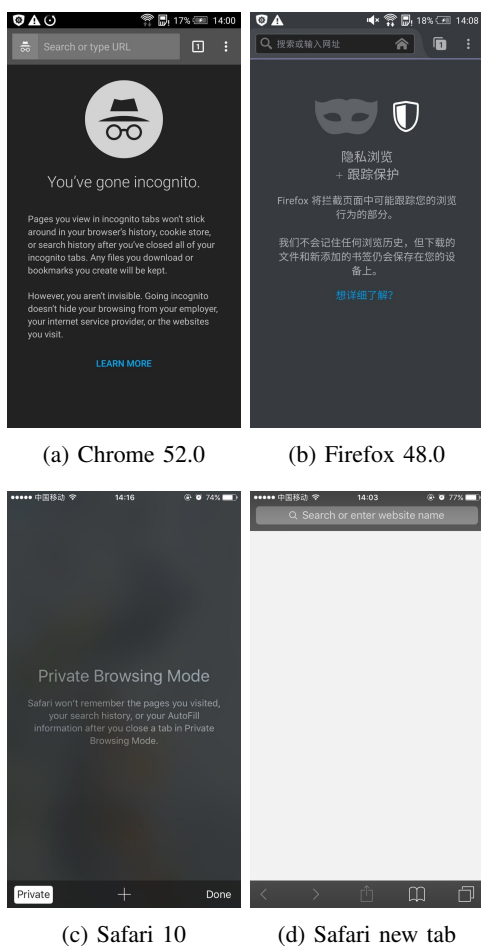 17% 14:00
Search or type URL 1
You've gone incognito.
Pages you view in incognito tabs won't stick
around in your browser's history, cookie store,
or search history after you've closed all of your
incognito tabs. Any files you download or
bookmarks you create will be kept.
However, you aren't invisible. Going incognito
doesn't hide your browsing from your employer,
your internet service provider, or the websites
you visit.
LEARN MORE
(a) Chrome 52.0
18% 14:08
搜索或输入网址 1
隐私浏览
+ 跟踪保护
Firefox 将拦截页面中可能跟踪您的浏览
行为的部分。
我们不会记住任何浏览历史，但下载的
文件和新添加的书签仍会保存在您的设
备上。
想详细了解？
(b) Firefox 48.0
中国移动 14:16 74%
Private Browsing Mode
Safari won't remember the pages you visited,
your search history, or your AutoFill
information after you close a tab in Private
Browsing Mode.
Private Done
(c) Safari 10
中国移动 14:03 77%
Search or enter website name
(d) Safari new tab